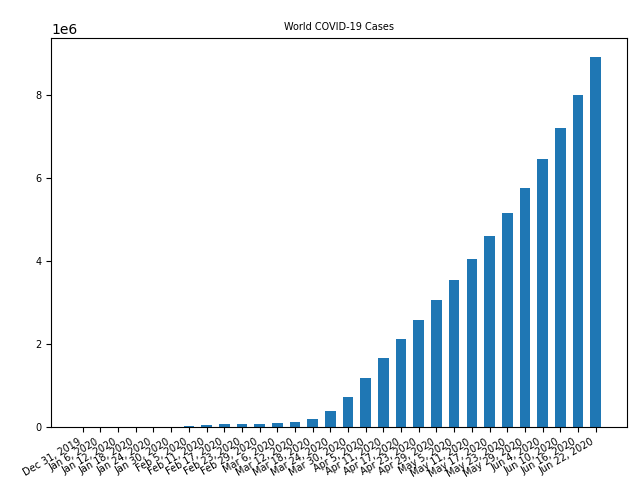 World COVID-19 Cases
1e6
8
6
4
2
0
Dec 31, 2019
Jan 6, 2020
Jan 12, 2020
Jan 18, 2020
Jan 24, 2020
Jan 30, 2020
Feb 5, 2020
Feb 11, 2020
Feb 17, 2020
Feb 23, 2020
Feb 29, 2020
Mar 6, 2020
Mar 12, 2020
Mar 18, 2020
Mar 24, 2020
Mar 30, 2020
Apr 5, 2020
Apr 11, 2020
Apr 17, 2020
Apr 23, 2020
Apr 29, 2020
May 5, 2020
May 11, 2020
May 17, 2020
May 23, 2020
May 29, 2020
Jun 4, 2020
Jun 10, 2020
Jun 16, 2020
Jun 22, 2020